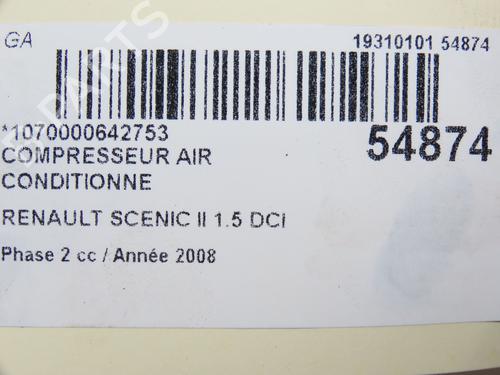 GA
19310101 54874
*1070000642753
54874
COMPRESSEUR AIR
CONDITIONNE
RENAULT SCENIC II 1.5 DCI
Phase 2 cc / Année 2008